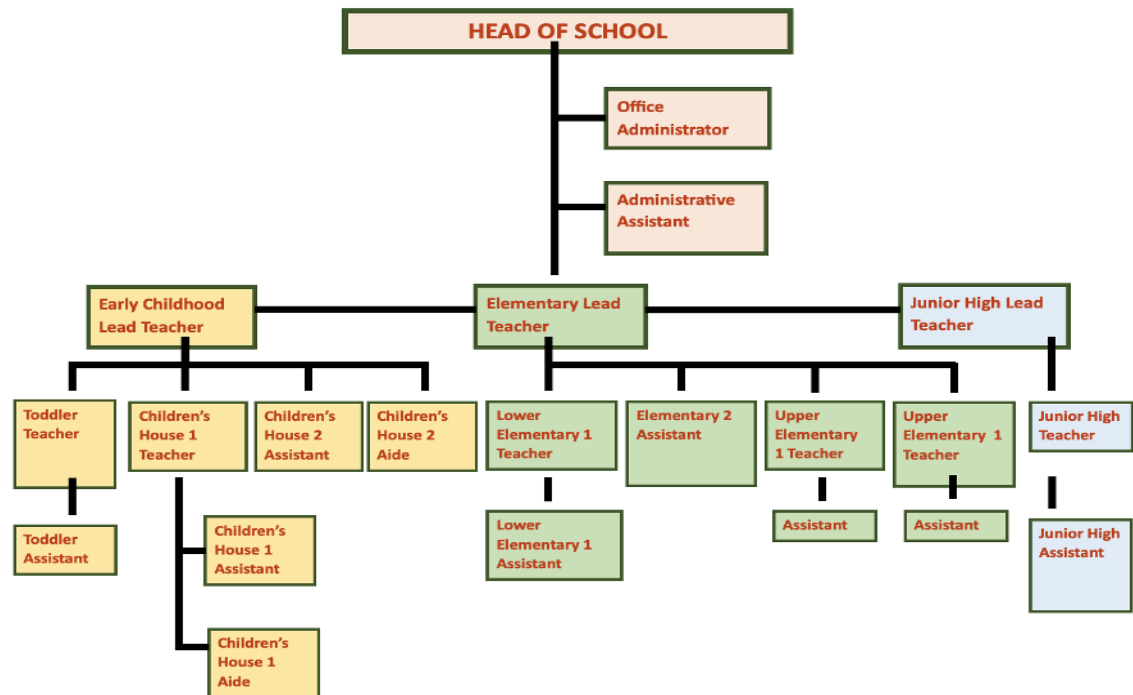 HEAD OF SCHOOL
Office
Administrator
Administrative
Assistant
Early Childhood
Lead Teacher
Elementary Lead
Teacher
Junior High Lead
Teacher
Toddler
Teacher
Children's
House 1
Teacher
Children's
House 2
Assistant
Children's
House 2
Aide
Lower
Elementary 1
Teacher
Elementary 2
Assistant
Upper
Elementary
1 Teacher
Upper
Elementary  1
Teacher
Junior High
Teacher
Toddler
Assistant
Children's
House 1
Assistant
Children's
House 1
Aide
Lower
Elementary 1
Assistant
Assistant
Assistant
Junior High
Assistant